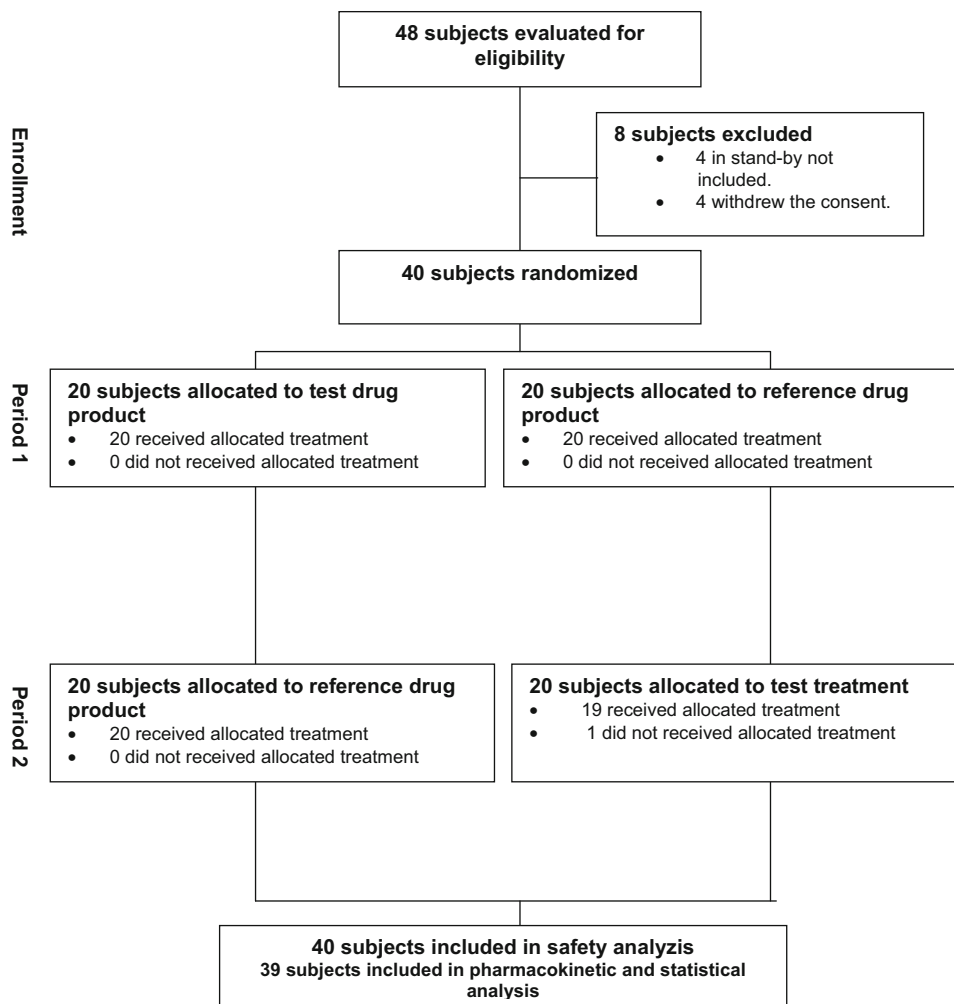 48 subjects evaluated for
eligibility
Enrollment
8 subjects excluded
• 4 in stand-by not
included.
• 4 withdrew the consent.
40 subjects randomized
Period 1
20 subjects allocated to test drug
product
• 20 received allocated treatment
• 0 did not received allocated treatment
20 subjects allocated to reference drug
product
• 20 received allocated treatment
• 0 did not received allocated treatment
Period 2
20 subjects allocated to reference drug
product
• 20 received allocated treatment
• 0 did not received allocated treatment
20 subjects allocated to test treatment
• 19 received allocated treatment
• 1 did not received allocated treatment
40 subjects included in safety analyzis
39 subjects included in pharmacokinetic and statistical
analysis